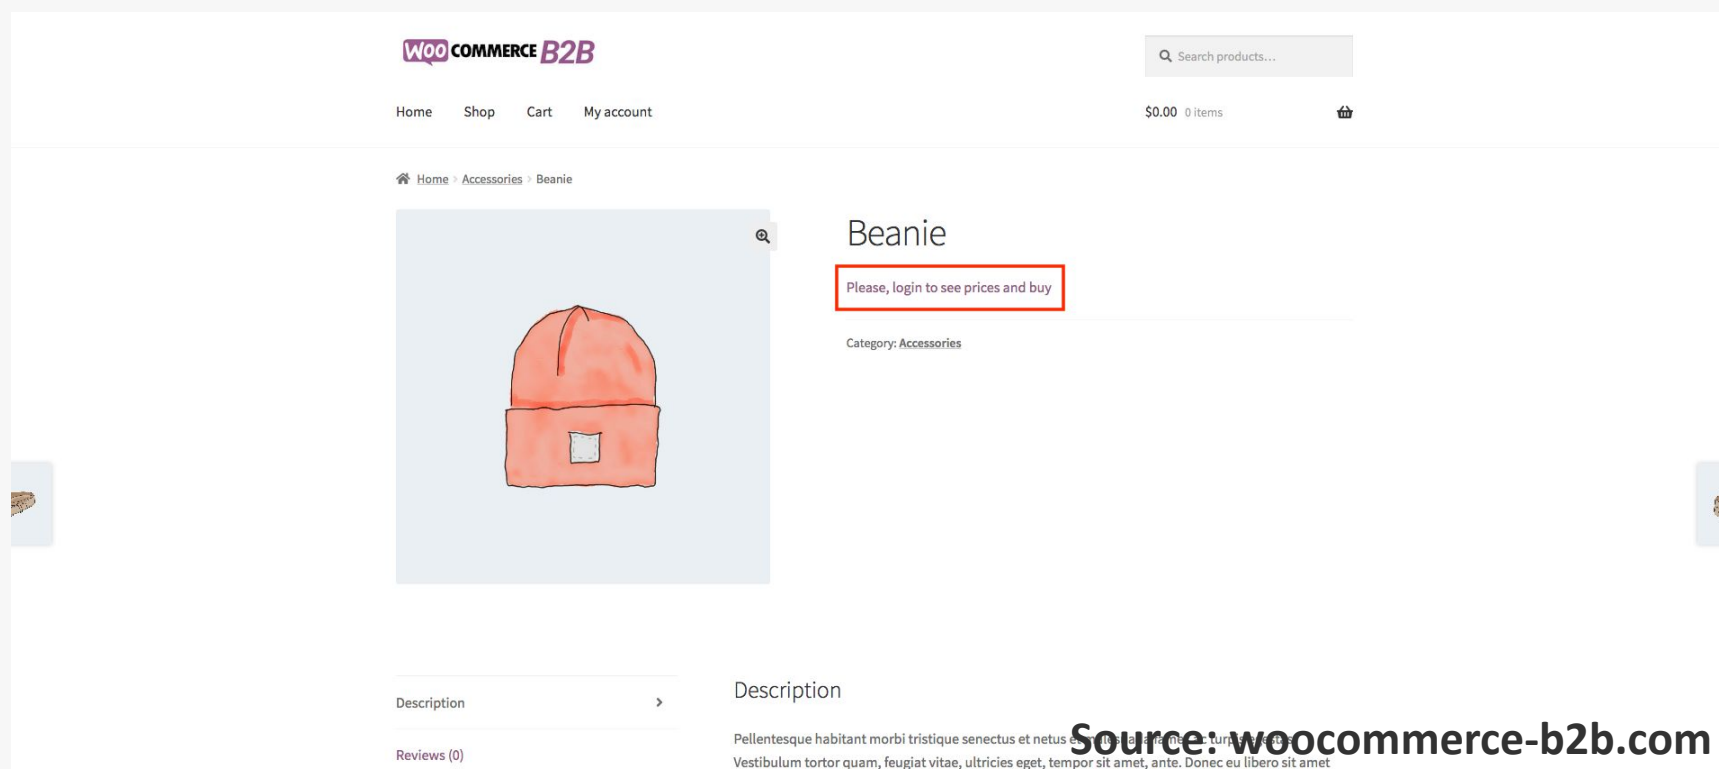 WOO COMMERCE B2B
Search products...
Home Shop Cart My account
$0.00 0 items
Home > Accessories > Beanie
Beanie
Please, login to see prices and buy
Category: Accessories
Description
Reviews (0)
Description
Pellentesque habitant morbi tristique senectus et netus
Vestibulum tortor quam, feugiat vitae, ultricies eget, tempor sit amet, ante. Donec eu libero sit amet
Source: woocommerce-b2b.com